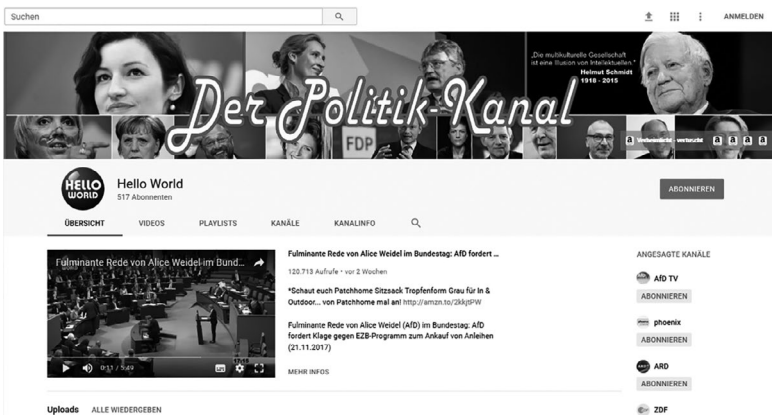 Suchen
ANMELDEN
„Die multikulturelle Gesellschaft
ist eine Illusion von Intellektuellen.“
Helmut Schmidt
1918 - 2015
Der Politik-Kanal
FDP
Verheimlicht - vertuscht
HELLO
WORLD
Hello World
517 Abonnenten
ABONNIEREN
ÜBERSICHT VIDEOS PLAYLISTS KANÄLE KANALINFO
Fulminante Rede von Alice Weidel im Bund...
0:11 / 5:49
Fulminante Rede von Alice Weidel im Bundestag: AfD fordert ...
120.713 Aufrufe • vor 2 Wochen
*Schaut euch Patchhome Sitzsack Tropfenform Grau für In &
Outdoor... von Patchhome mal an! http://amzn.to/2kkjtPW
Fulminante Rede von Alice Weidel (AfD) im Bundestag: AfD
fordert Klage gegen EZB-Programm zum Ankauf von Anleihen
(21.11.2017)
MEHR INFOS
ANGESAGTE KANÄLE
AfD TV
ABONNIEREN
phoenix
ABONNIEREN
ARD
ABONNIEREN
ZDF
Uploads ALLE WIEDERGEBEN